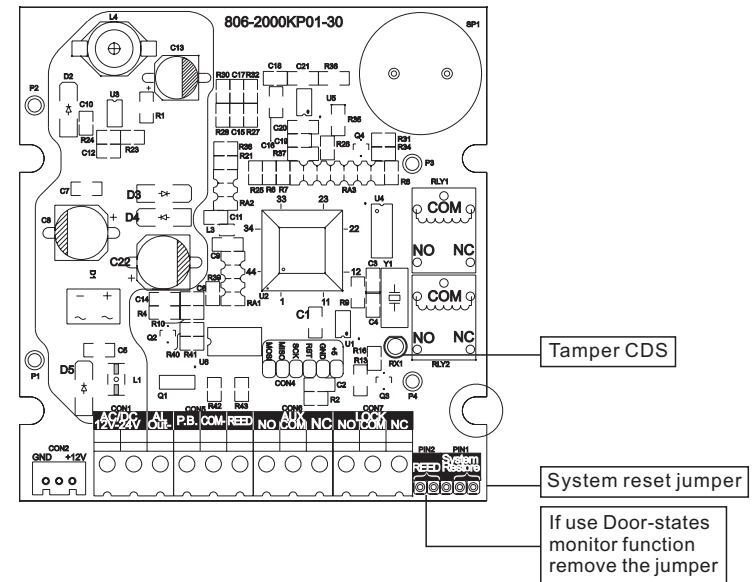 806-2000KP01-30
SP1
L4
C13
D2
P2
C10
U3
R1
R24
C12
R23
R30 C17 R32
R28 C15 R27
C18 C21 R36
U5
R35
C20
C19
C16
R37
R26
Q4
R31
R34
P3
R38
R21
R25 R6 R7
RA3
R8
C7
D3
D4
RA2
C11
33 23
U4
RLY1
COM
NO NC
C8
L3
34
22
C22
C9
44
12
C3 Y1
D1
R39
C6
U2
RA1
1
11
C1
R9
C4
COM
NO NC
RLY2
C14
R4
R10
Q2
R40
R41
U6
U1
MOSI
MISO
SCK
RST
GND
+5
CON4
R16
R13
RX1
Tamper CDS
P1
C5
D5
L1
Q1
R42
R43
C2
R2
Q3
P4
CON1
AC/DC
12V-24V
AL
Out-
CON5
P.B.
COM-
REED
CON6
NO
AUX
COM
NC
CON7
NO
LOCK
COM
NC
PIN2
REED
PIN1
System
Restore
CON2
GND +12V
System reset jumper
If use Door-states
monitor function
remove the jumper